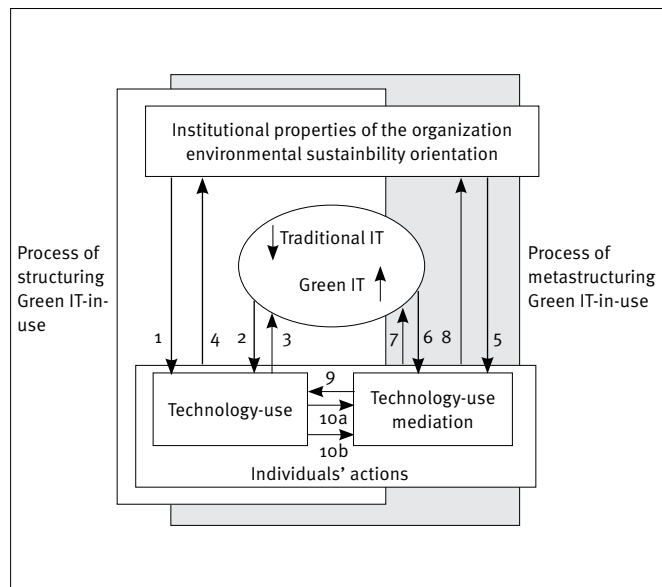 Institutional properties of the organization
environmental sustainbility orientation
Traditional IT
Green IT
Process of
structuring
Green IT-in-
use
Process of
metastructuring
Green IT-in-use
1
4
2
3
7
6
8
5
Technology-use
9
10a
10b
Technology-use
mediation
Individuals' actions